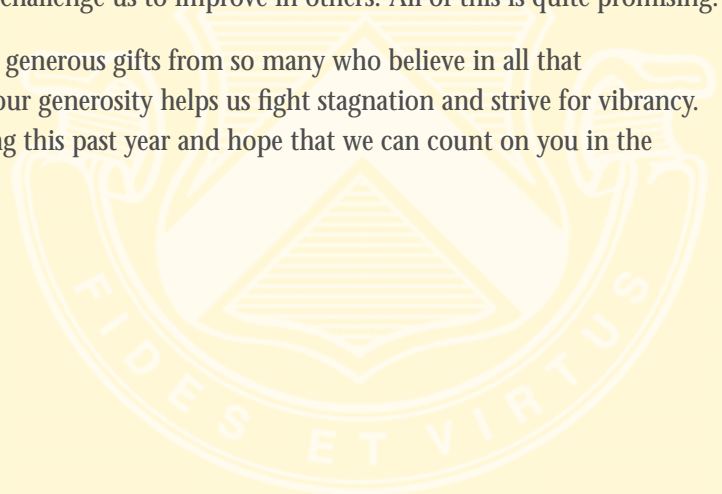 challenge us to improve in others. All of this is quite promising.
generous gifts from so many who believe in all that
our generosity helps us fight stagnation and strive for vibrancy.
this past year and hope that we can count on you in the
FIDES ET VIRTUS